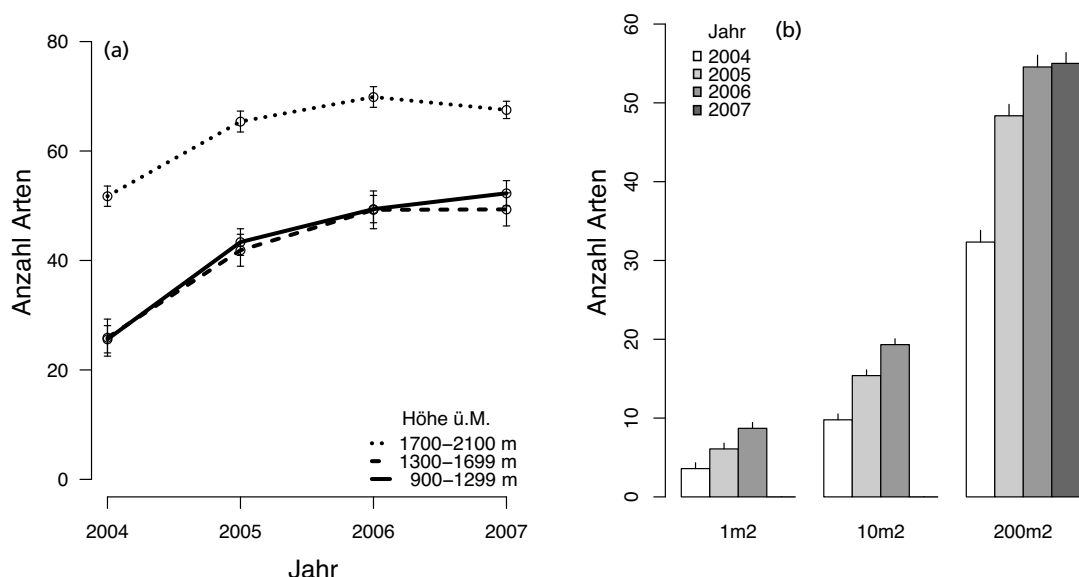 (a)
Anzahl Arten
80
60
40
20
0
Höhe ü.M.
1700–2100 m
1300–1699 m
900–1299 m
2004 2005 2006 2007
Jahr
(b)
Anzahl Arten
60
50
40
30
20
10
0
Jahr
2004
2005
2006
2007
1m2 10m2 200m2